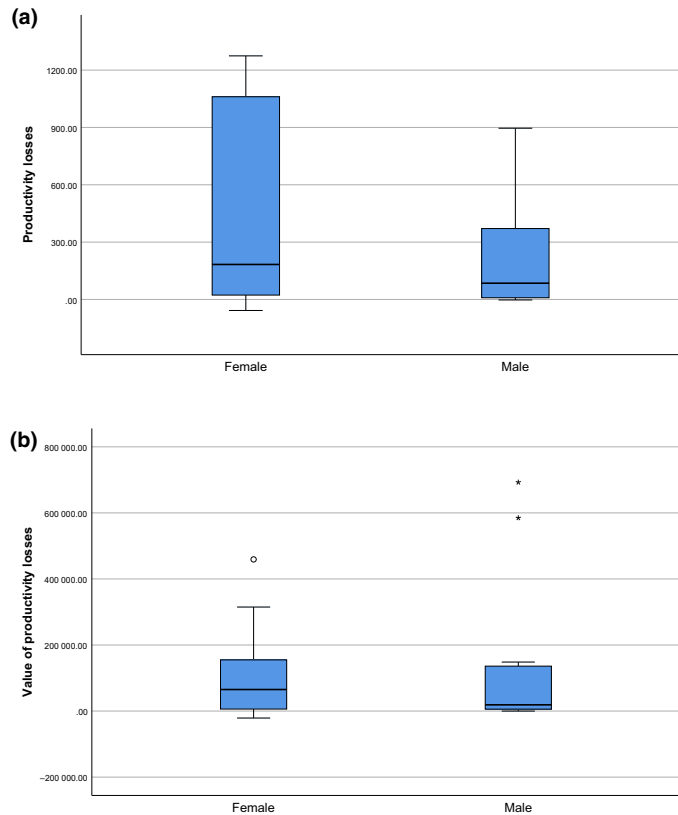 (a)
Productivity losses
1200.00
900.00
600.00
300.00
.00
Female Male
(b)
Value of productivity losses
800 000.00
600 000.00
400 000.00
200 000.00
.00
–200 000.00
Female Male